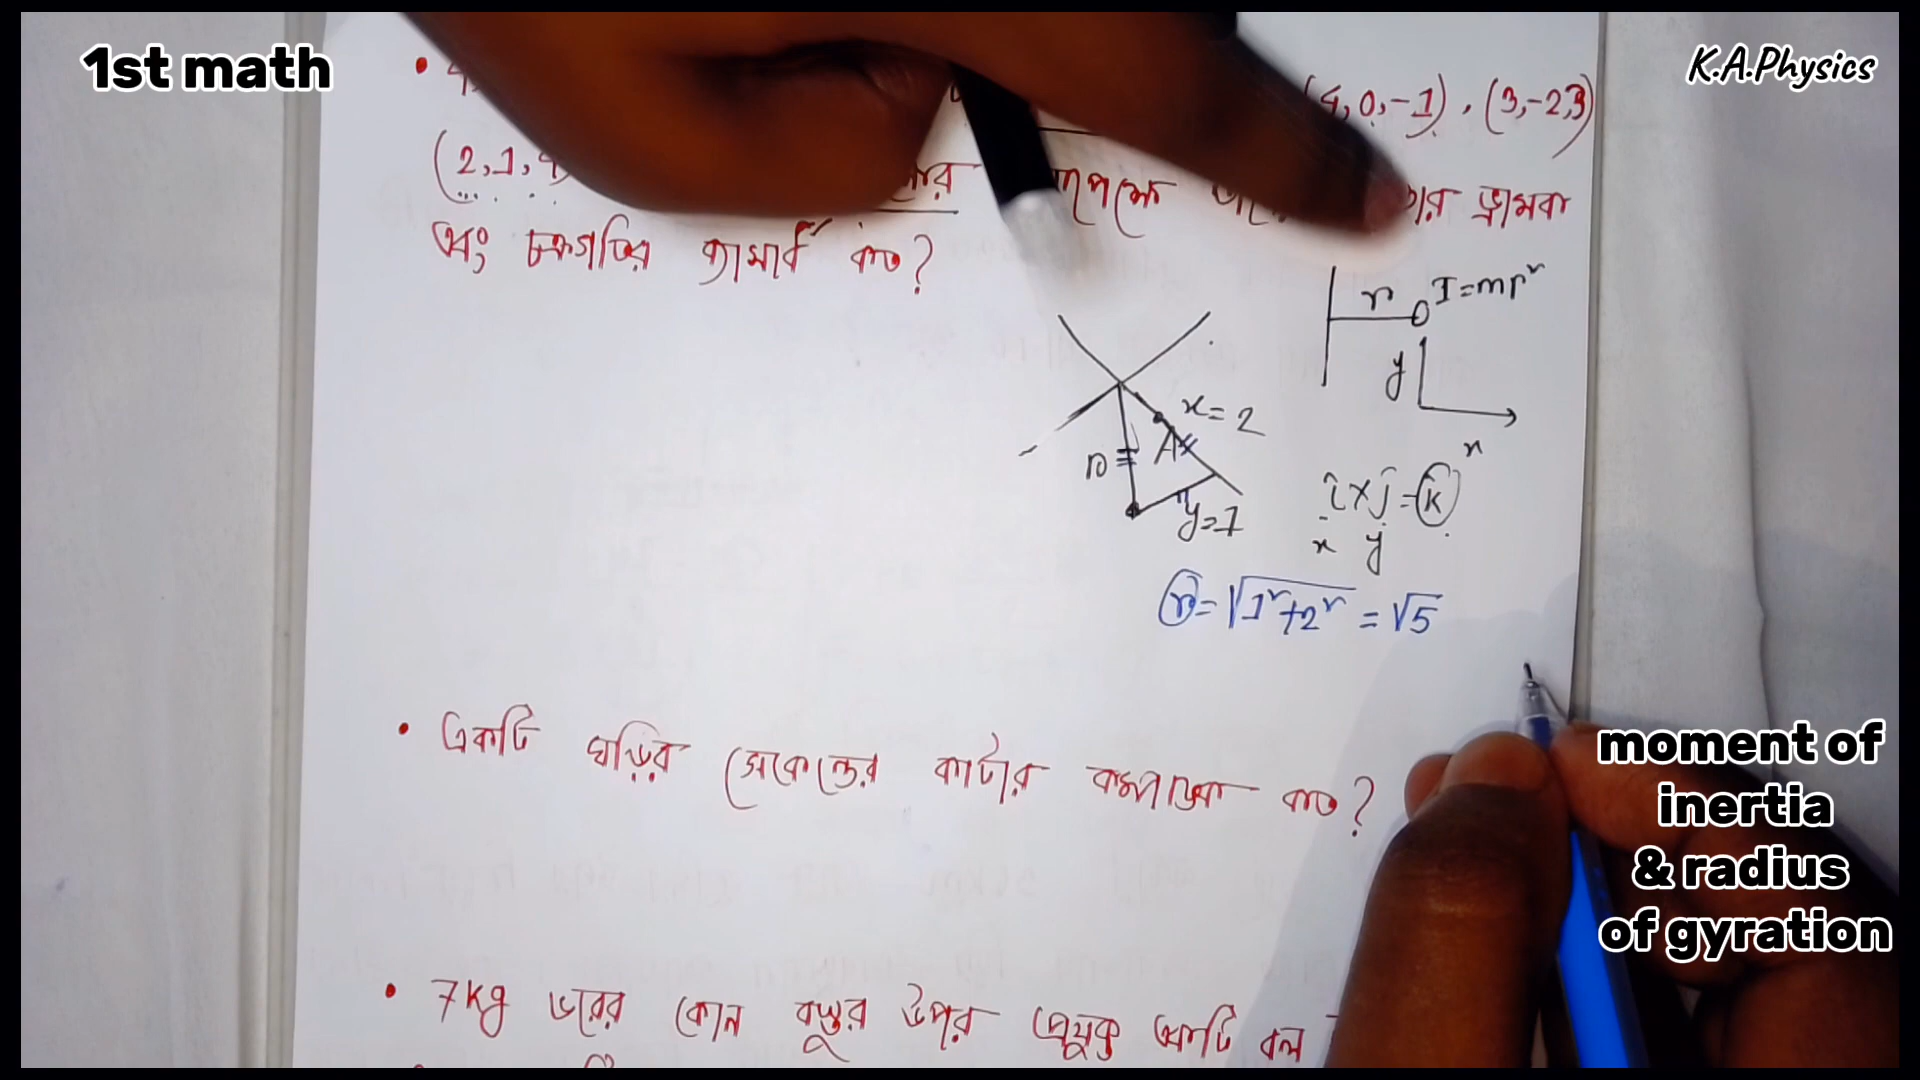 1st math
K.A.Physics
(4,0,-1), (3,-2,3)
(2,1,4) সাপেক্ষে ভ্রামক
এবং চক্রগতির ব্যাসার্ধ কত?
r I=mr²
y
x
x=2
A
r
y=1
î×ĵ=k̂
x y
r=√1²+2² = √5
একটি ঘড়ির সেকেন্ডের কাটার কম্পাঙ্ক কত?
moment of
inertia
& radius
of gyration
7kg ভরের কোন বস্তুর উপর প্রযুক্ত একটি বল